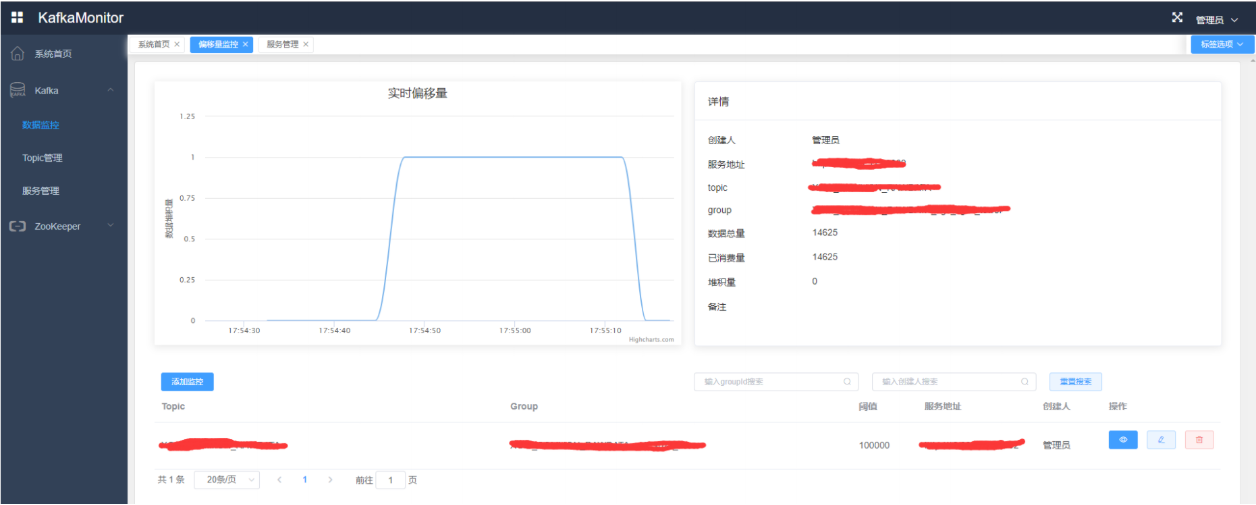 KafkaMonitor
管理员
系统首页
系统首页 × 偏移量监控 × 服务管理 ×
标签选项
Kafka
数据监控
Topic管理
服务管理
ZooKeeper
实时偏移量
数据堆积量
1.25
1
0.75
0.5
0.25
0
17:54:30 17:54:40 17:54:50 17:55:00 17:55:10
Highcharts.com
详情
创建人 管理员
服务地址
topic
group
数据总量 14625
已消费量 14625
堆积量 0
备注
添加监控 输入groupId搜索 输入创建人搜索 重置搜索
Topic Group 阈值 服务地址 创建人 操作
100000 管理员
共 1 条 20条/页 1 前往 1 页